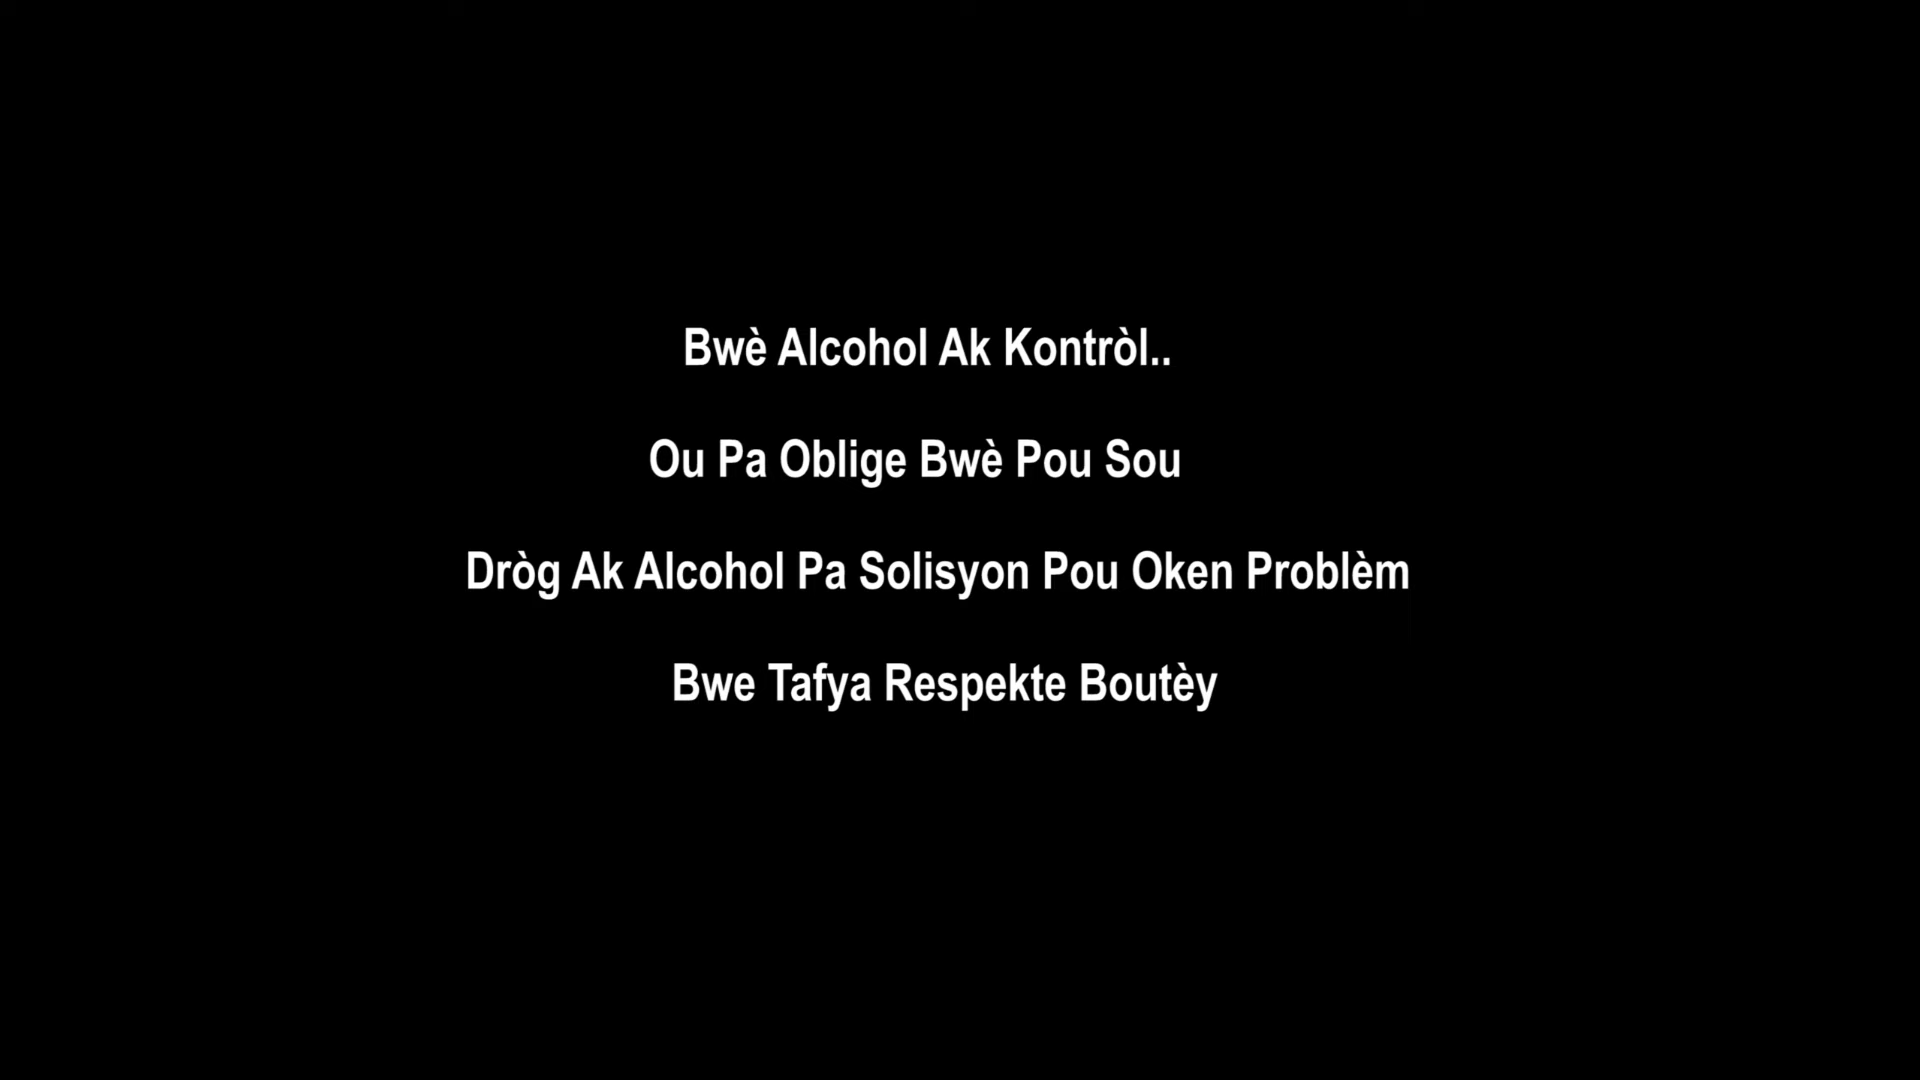 Bwè Alcohol Ak Kontròl..
Ou Pa Oblige Bwè Pou Sou
Dròg Ak Alcohol Pa Solisyon Pou Oken Problèm
Bwe Tafya Respekte Boutèy